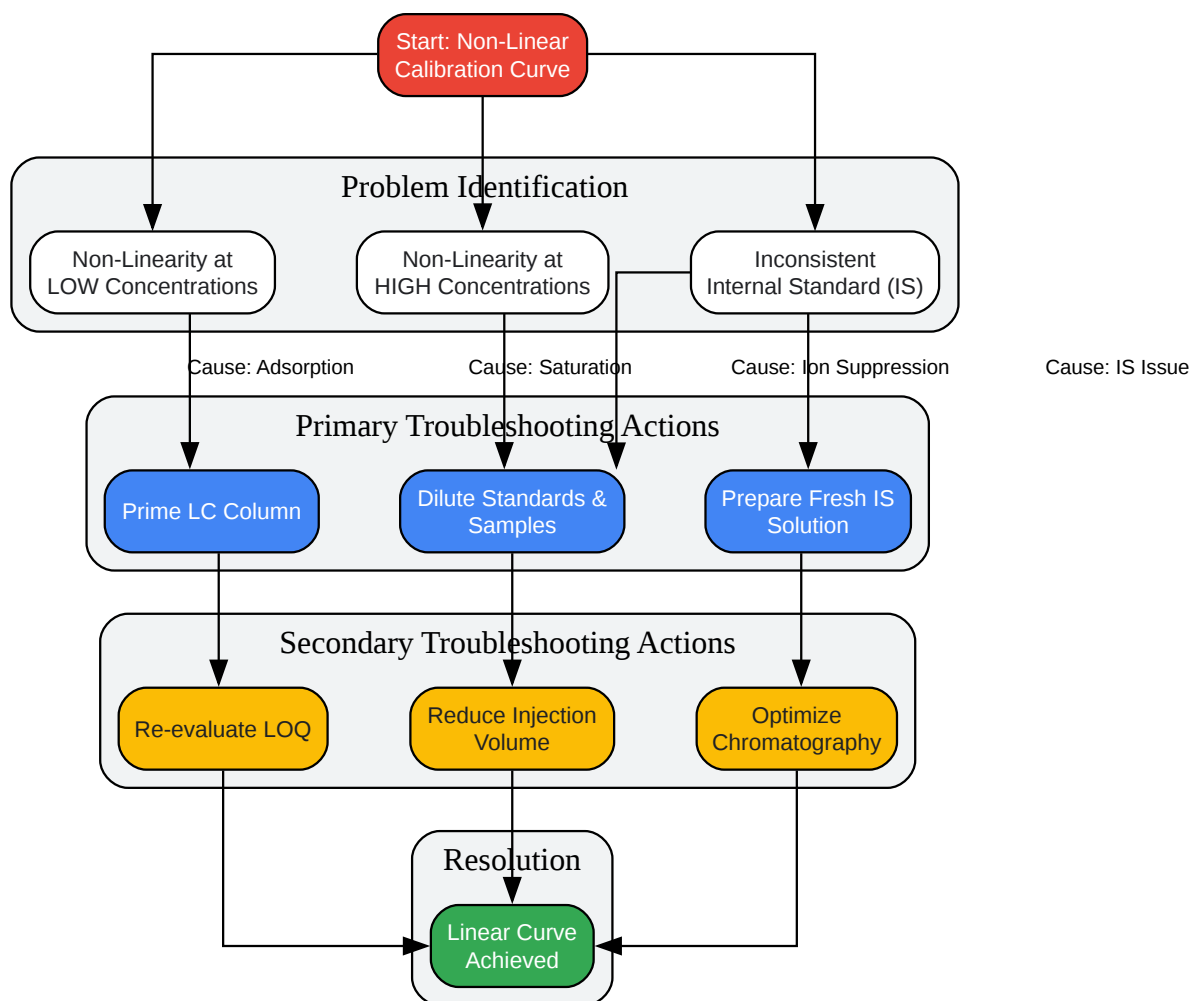 Start: Non-Linear
Calibration Curve
Problem Identification
Non-Linearity at
LOW Concentrations
Non-Linearity at
HIGH Concentrations
Inconsistent
Internal Standard (IS)
Cause: Adsorption
Cause: Saturation
Cause: Ion Suppression
Cause: IS Issue
Primary Troubleshooting Actions
Prime LC Column
Dilute Standards &
Samples
Prepare Fresh IS
Solution
Secondary Troubleshooting Actions
Re-evaluate LOQ
Reduce Injection
Volume
Optimize
Chromatography
Resolution
Linear Curve
Achieved